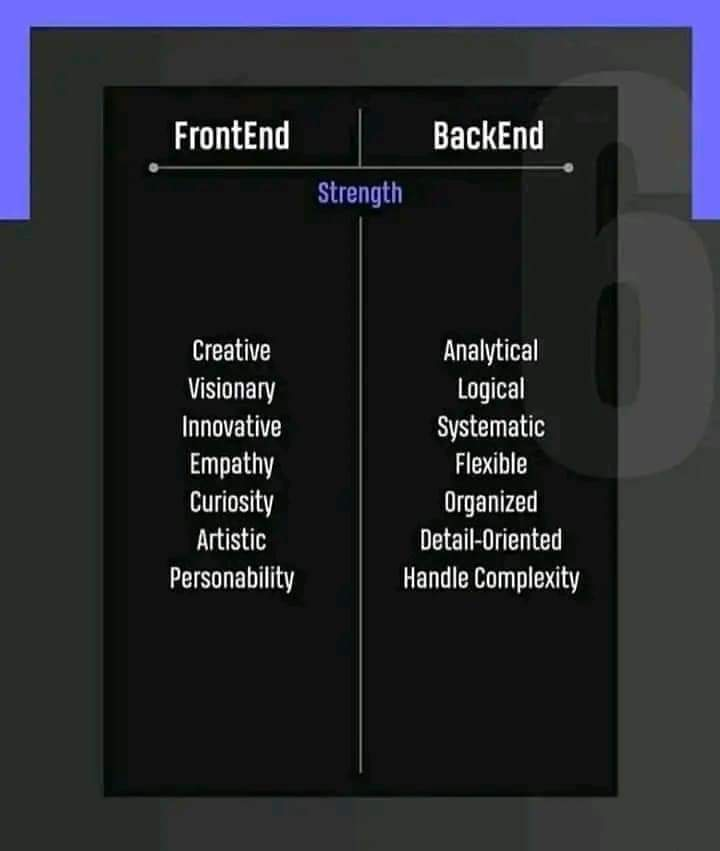 FrontEnd
BackEnd
Strength
Creative
Visionary
Innovative
Empathy
Curiosity
Artistic
Personability
Analytical
Logical
Systematic
Flexible
Organized
Detail-Oriented
Handle Complexity
6